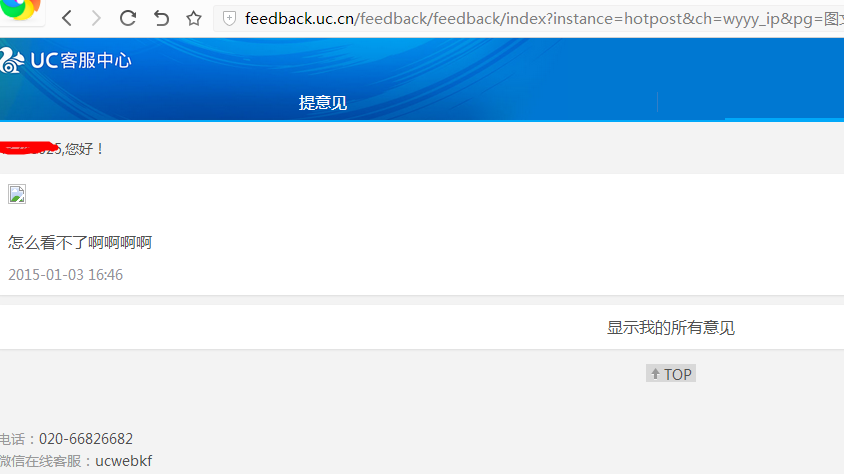 feedback.uc.cn/feedback/feedback/index?instance=hotpost&ch=wyyy_ip&pg=图
UC客服中心
提意见
25,您好！
怎么看不了啊啊啊啊
2015-01-03 16:46
显示我的所有意见
TOP
电话：020-66826682
微信在线客服：ucwebkf